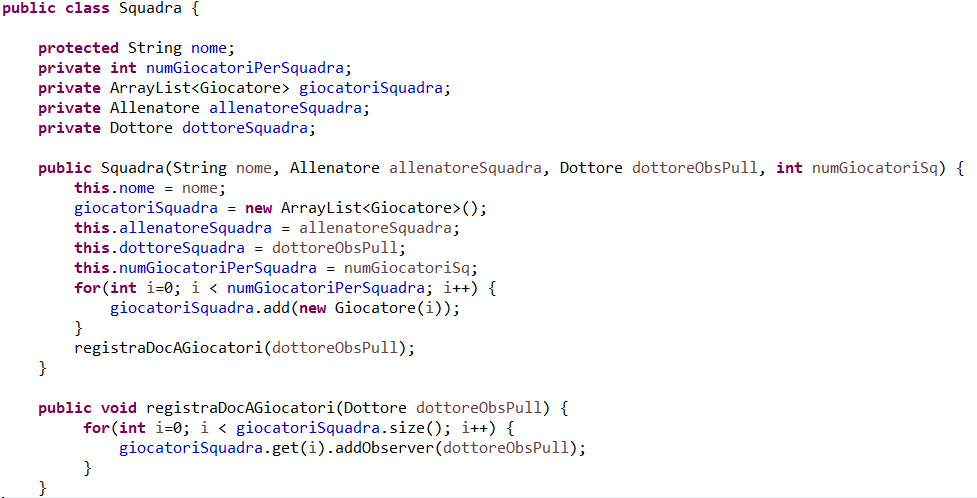 public class Squadra {
protected String nome;
private int numGiocatoriPerSquadra;
private ArrayList<Giocatore> giocatoriSquadra;
private Allenatore allenatoreSquadra;
private Dottore dottoreSquadra;
public Squadra(String nome, Allenatore allenatoreSquadra, Dottore dottoreObsPull, int numGiocatoriSq) {
this.nome = nome;
giocatoriSquadra = new ArrayList<Giocatore>();
this.allenatoreSquadra = allenatoreSquadra;
this.dottoreSquadra = dottoreObsPull;
this.numGiocatoriPerSquadra = numGiocatoriSq;
for(int i=0; i < numGiocatoriPerSquadra; i++) {
giocatoriSquadra.add(new Giocatore(i));
}
registraDocAGiocatori(dottoreObsPull);
}
public void registraDocAGiocatori(Dottore dottoreObsPull) {
for(int i=0; i < giocatoriSquadra.size(); i++) {
giocatoriSquadra.get(i).addObserver(dottoreObsPull);
}
}